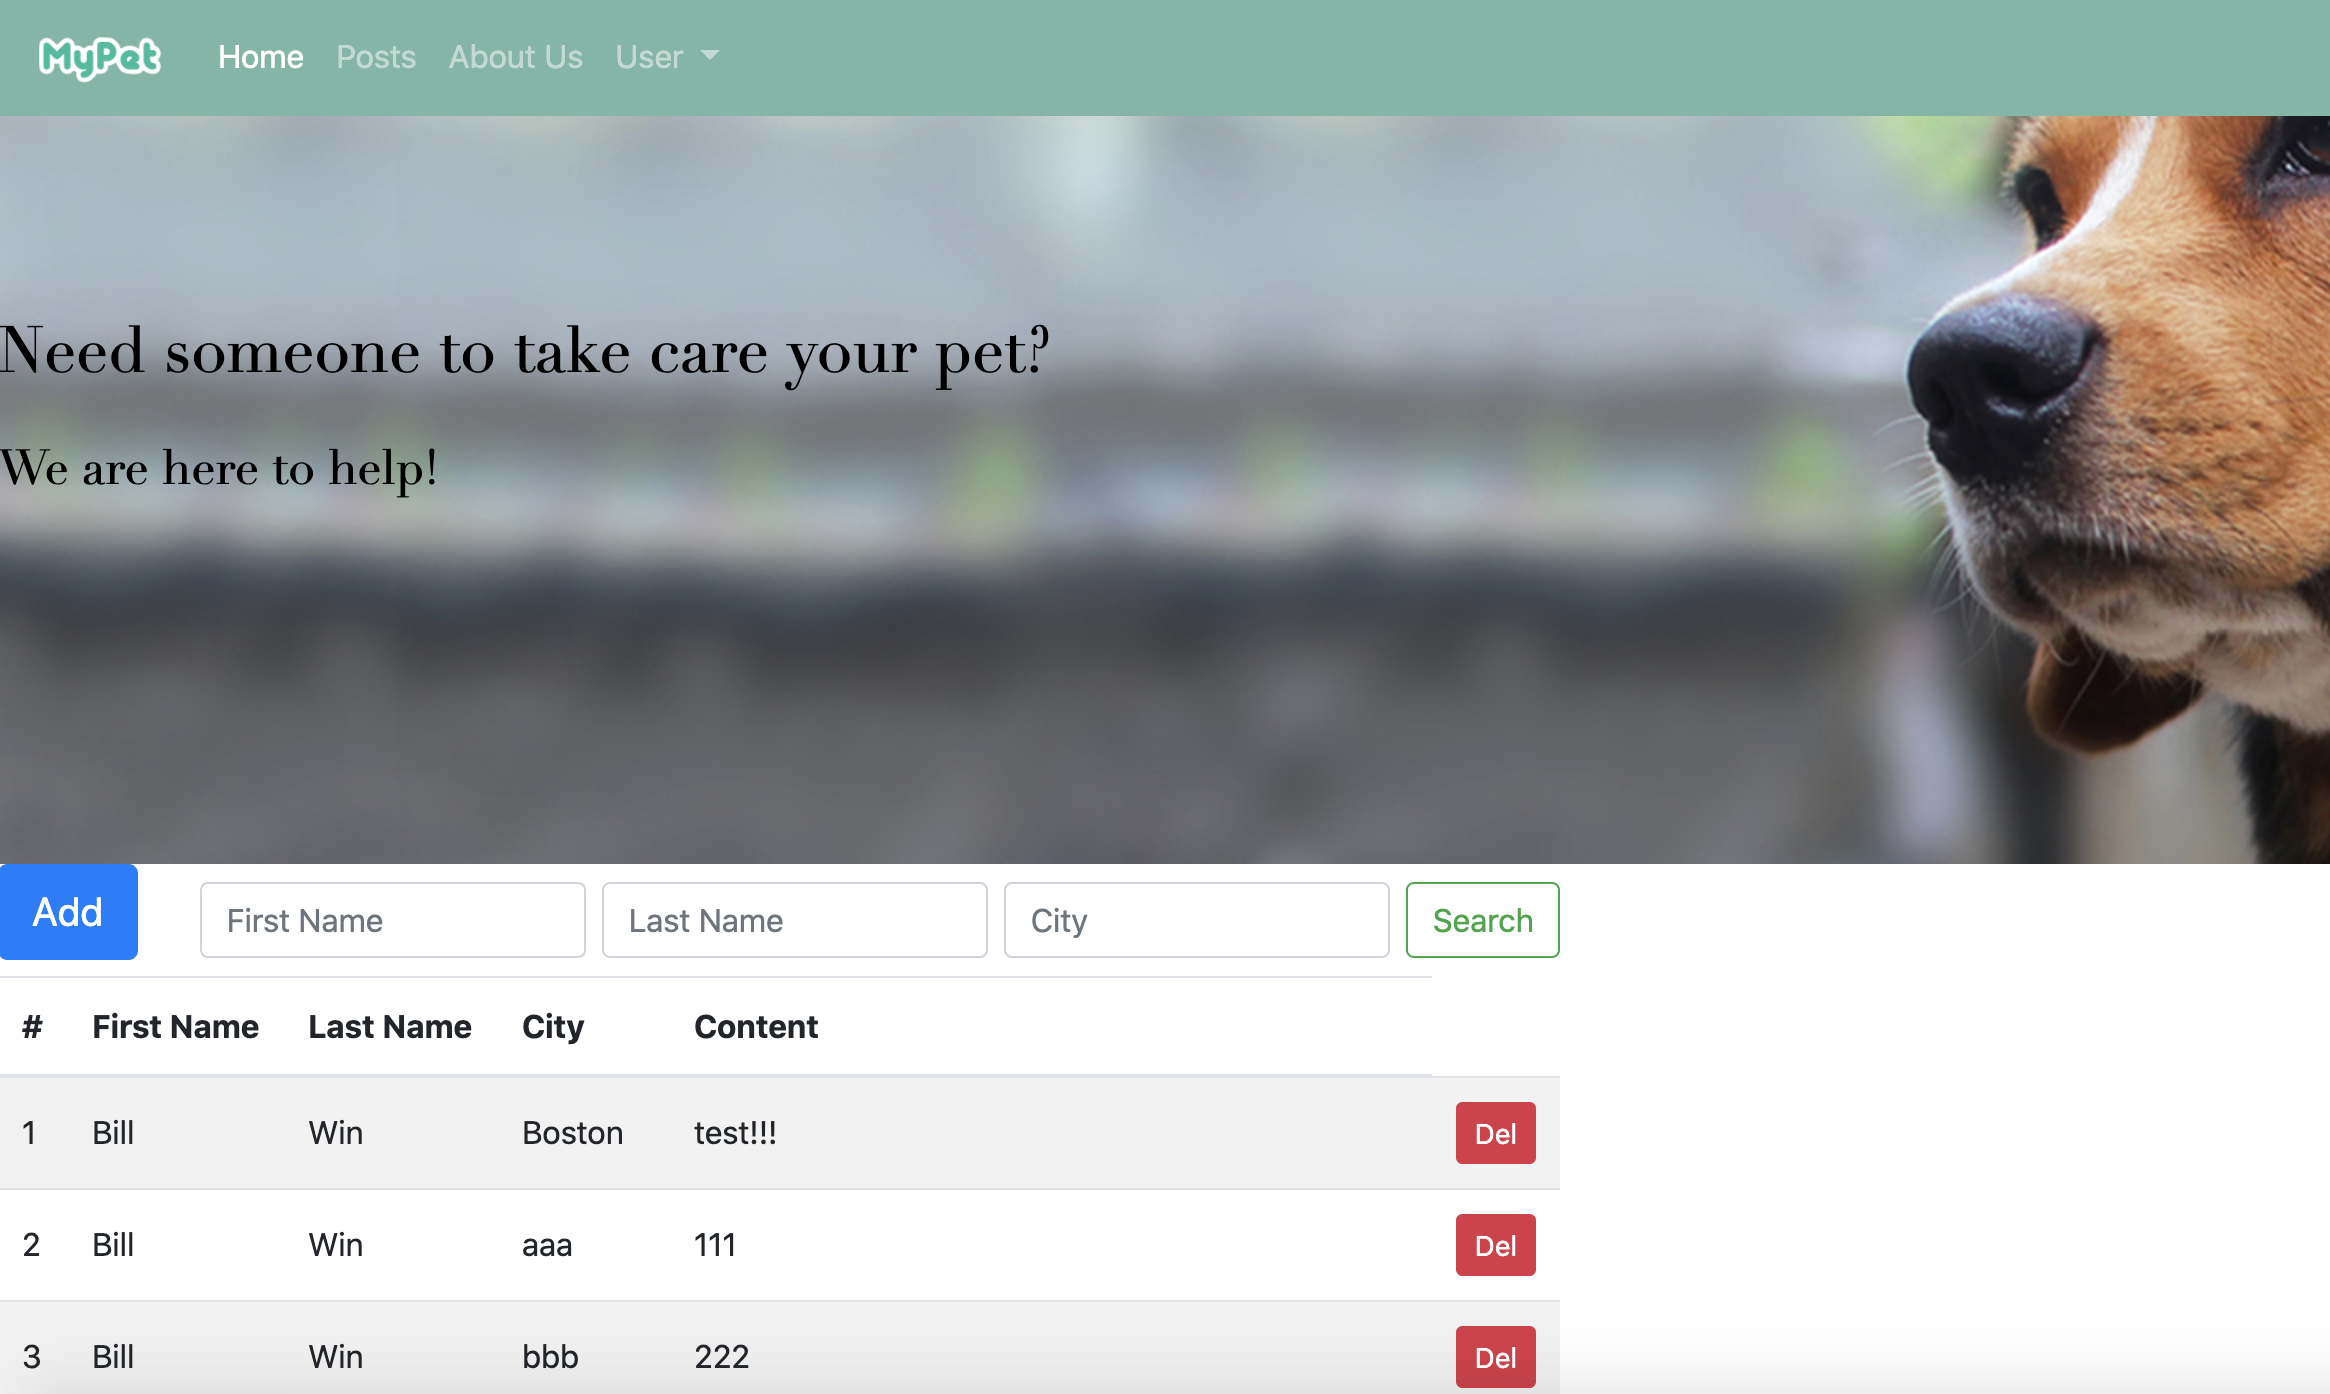 MyPet Home Posts About Us User
Need someone to take care your pet?
We are here to help!
Add First Name Last Name City Search
# First Name Last Name City Content
1 Bill Win Boston test!!! Del
2 Bill Win aaa 111 Del
3 Bill Win bbb 222 Del